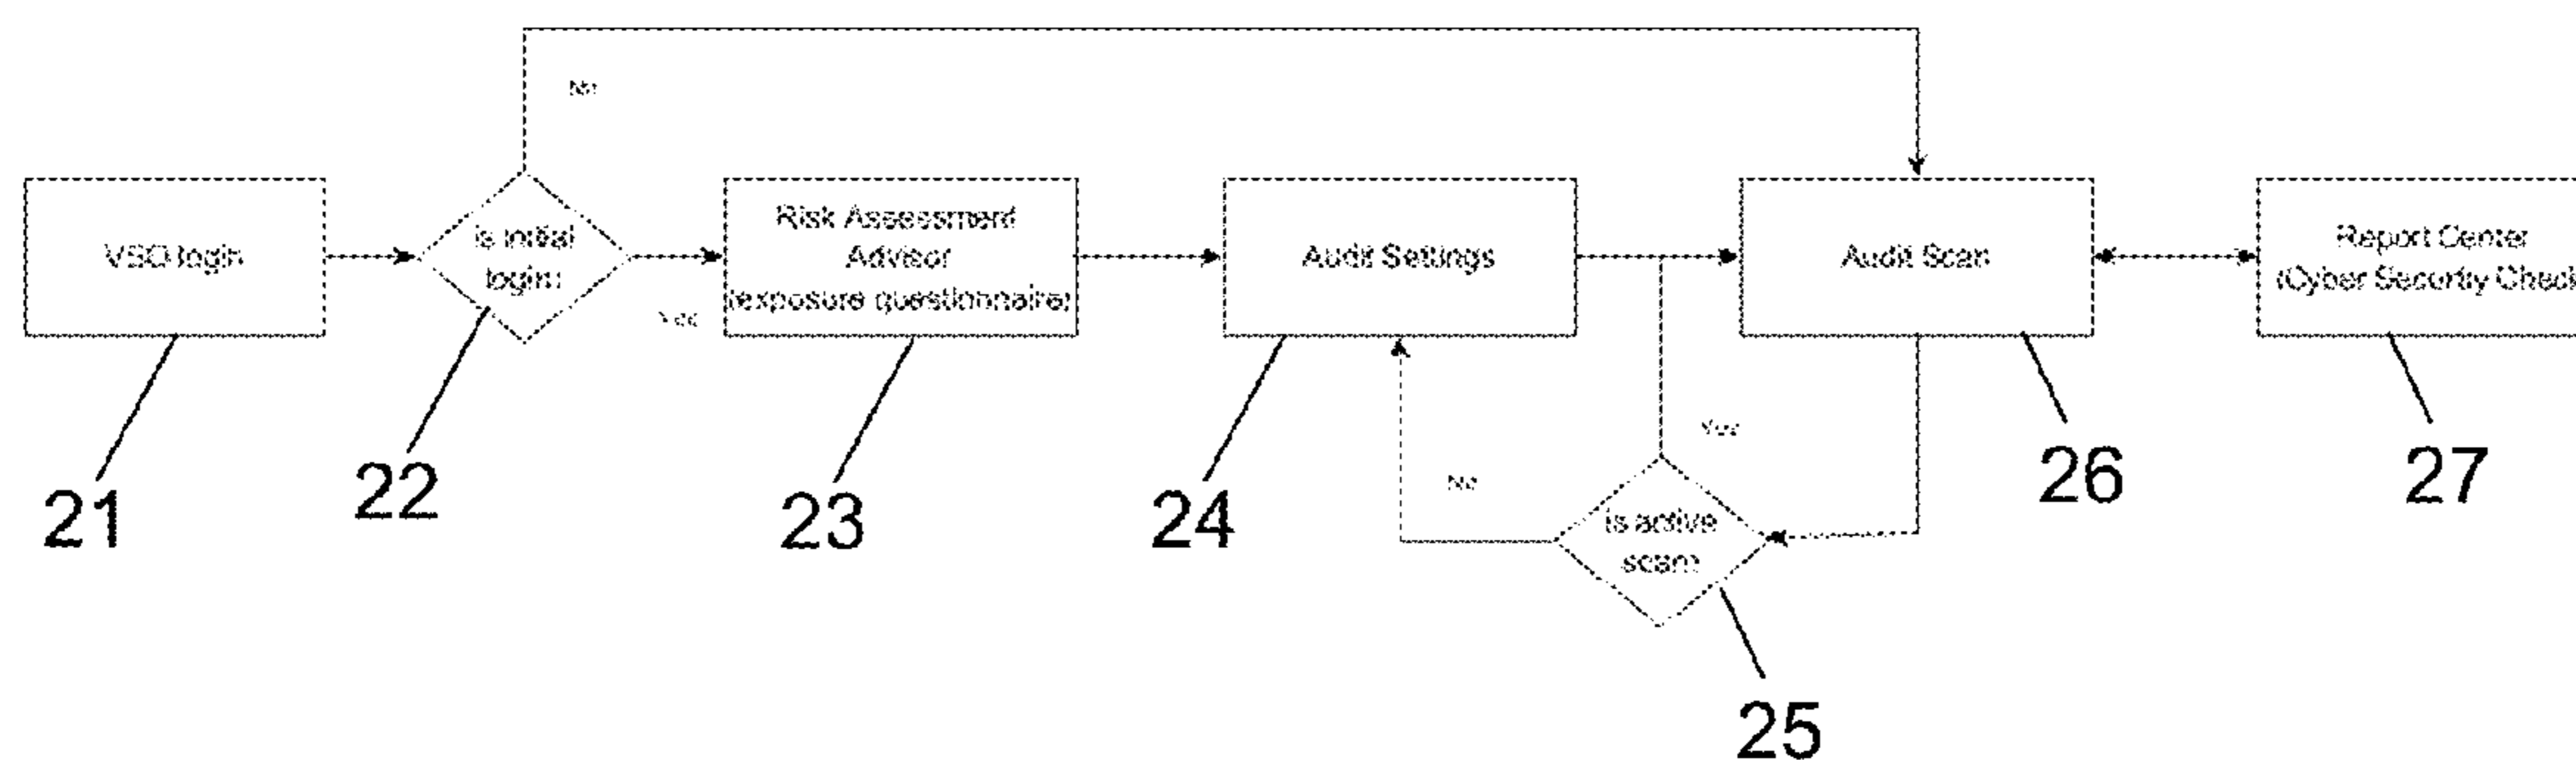 No
VSO login
is initial
login?
Yes
Risk Assessment
Advisor
(exposure questionnaire)
Audit Settings
Audit Scan
Report Center
(Cyber Security Check
Yes
No
is active
scan?
21
22
23
24
25
26
27